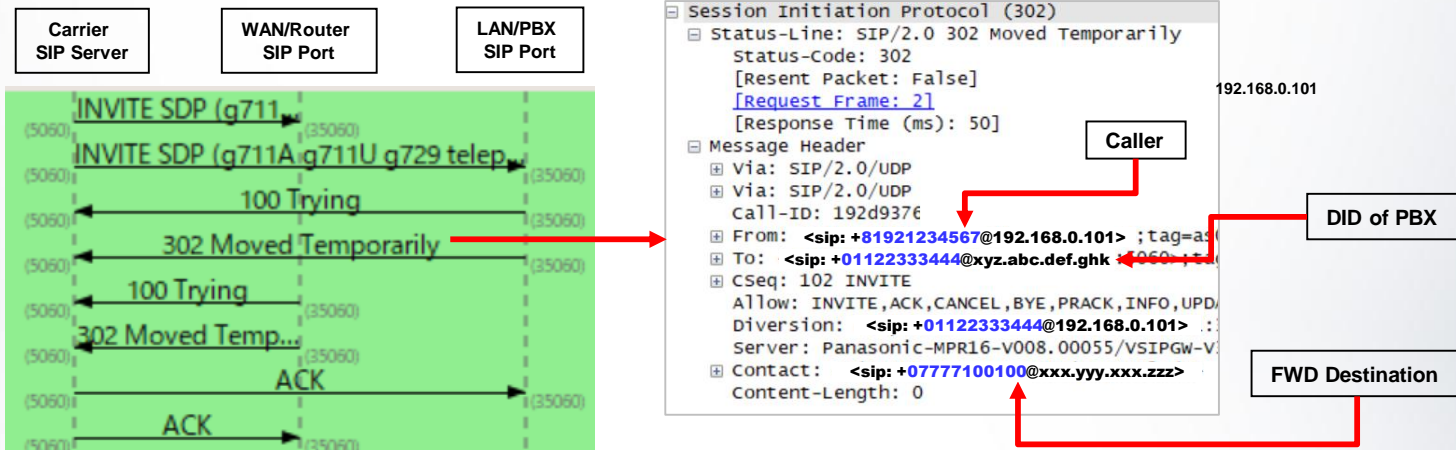 Carrier
SIP Server
WAN/Router
SIP Port
LAN/PBX
SIP Port
INVITE SDP (g711...
(5060) (35060)
INVITE SDP (g711A g711U g729 telep...
(5060) (35060)
100 Trying
(5060) (35060)
302 Moved Temporarily
(5060) (35060)
100 Trying
(5060) (35060)
302 Moved Temp...
(5060) (35060)
ACK
(5060) (35060)
ACK
(5060) (35060)
Session Initiation Protocol (302)
Status-Line: SIP/2.0 302 Moved Temporarily
Status-Code: 302
[Resent Packet: False]
[Request Frame: 2]
[Response Time (ms): 50]
Message Header
Via: SIP/2.0/UDP
Via: SIP/2.0/UDP
Call-ID: 192d9376
From: <sip: +81921234567@192.168.0.101> ;tag=as
To: <sip: +01122333444@xyz.abc.def.ghk
CSeq: 102 INVITE
Allow: INVITE,ACK,CANCEL,BYE,PRACK,INFO,UPD
Diversion: <sip: +01122333444@192.168.0.101>
Server: Panasonic-MPR16-V008.00055/VSIPGW-V
Contact: <sip: +07777100100@xxx.yyy.xxx.zzz>
Content-Length: 0
192.168.0.101
Caller
DID of PBX
FWD Destination